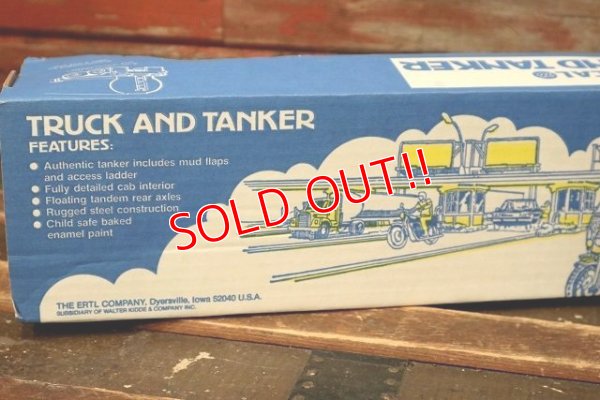 CAL
ND TANKER
TRUCK AND TANKER
FEATURES:
● Authentic tanker includes mud flaps
and access ladder
● Fully detailed cab interior
● Floating tandem rear axles
● Rugged steel construction
● Child safe baked
enamel paint
SOLD OUT!!
THE ERTL COMPANY, Dyersville, Iowa 52040 U.S.A.
SUBSIDIARY OF WALTER KIDDE & COMPANY INC.